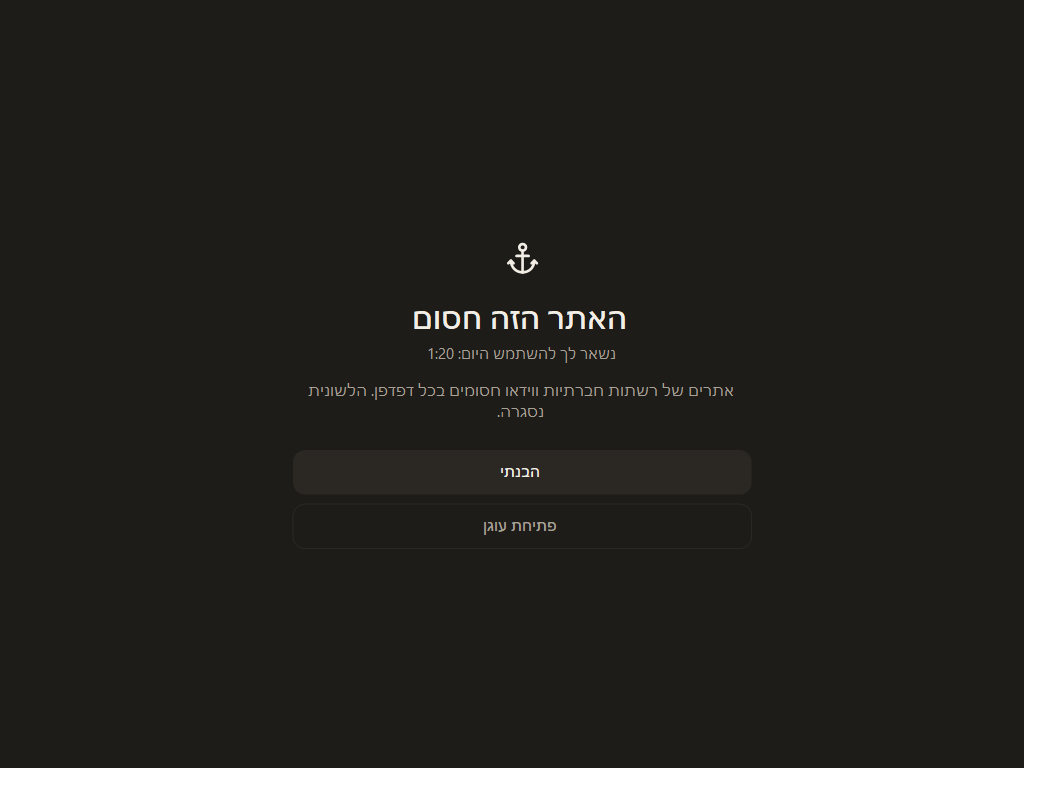 האתר הזה חסום
נשאר לך להשתמש היום: 1:20
אתרים של רשתות חברתיות ווידאו חסומים בכל דפדפן. הלשונית
נסגרה.
הבנתי
פתיחת עוגן